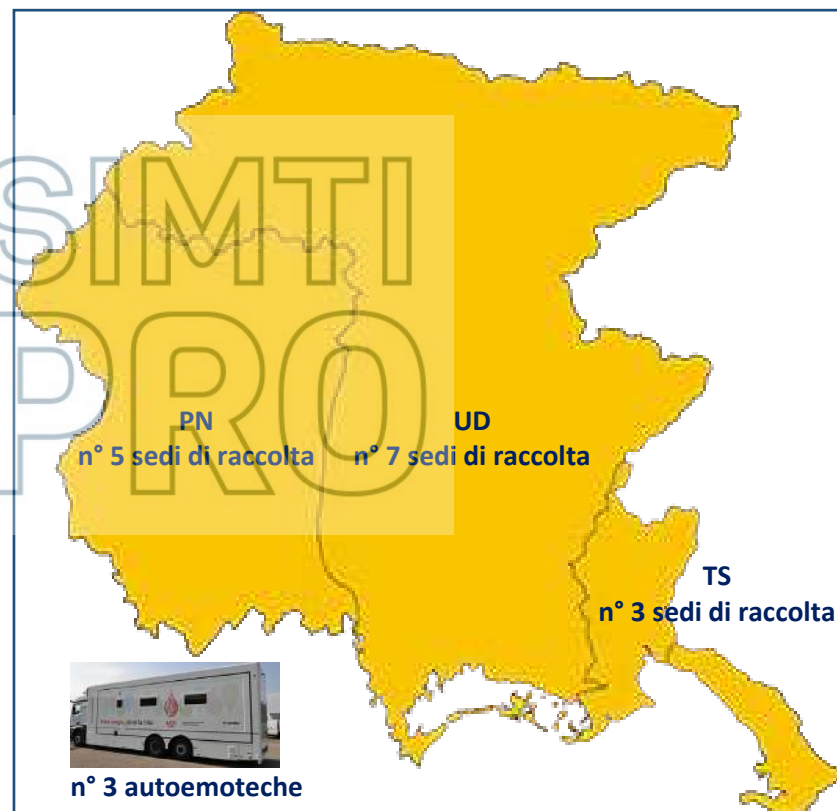 SIMTI
PRO
PN
n° 5 sedi di raccolta
UD
n° 7 sedi di raccolta
TS
n° 3 sedi di raccolta
n° 3 autoemoteche